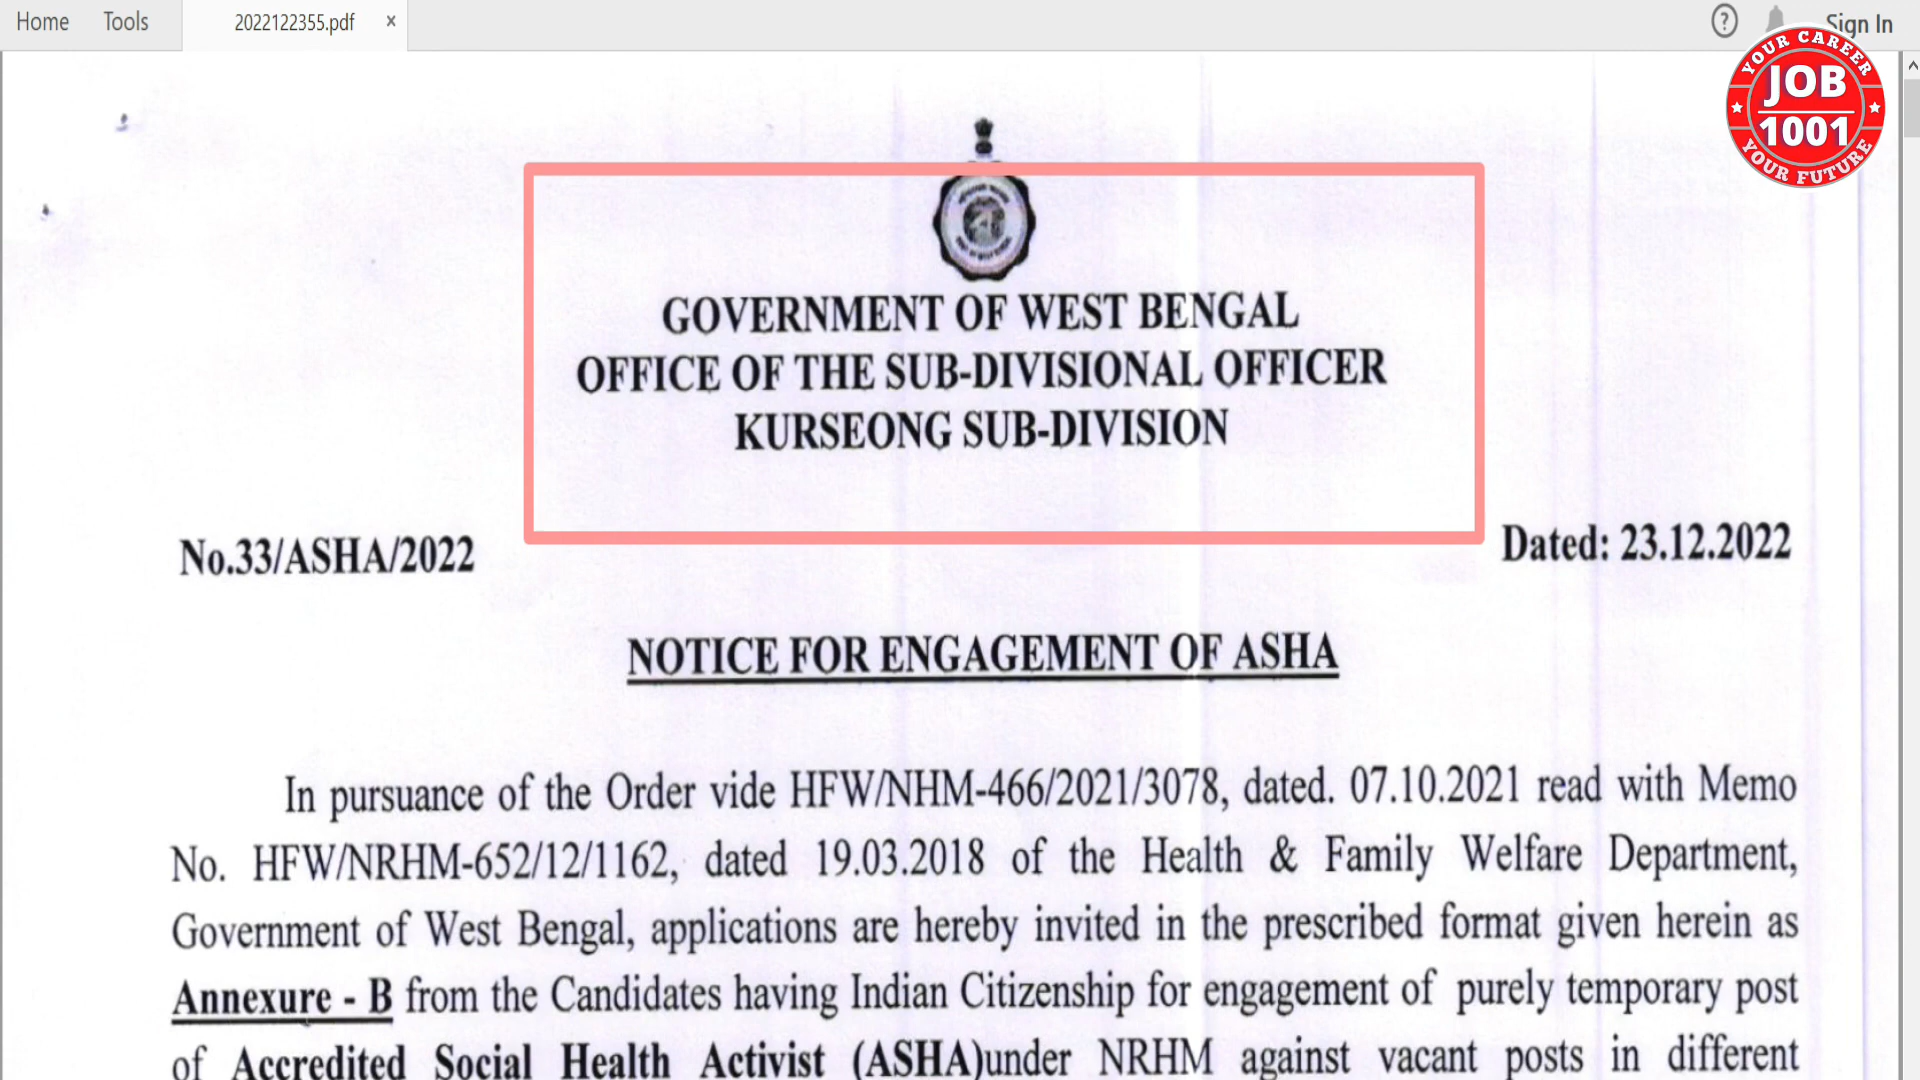 Home Tools 2022122355.pdf × ? Sign In
YOUR CAREER
JOB
1001
YOUR FUTURE
GOVERNMENT OF WEST BENGAL
OFFICE OF THE SUB-DIVISIONAL OFFICER
KURSEONG SUB-DIVISION
No.33/ASHA/2022 Dated: 23.12.2022
NOTICE FOR ENGAGEMENT OF ASHA
In pursuance of the Order vide HFW/NHM-466/2021/3078, dated. 07.10.2021 read with Memo
No. HFW/NRHM-652/12/1162, dated 19.03.2018 of the Health & Family Welfare Department,
Government of West Bengal, applications are hereby invited in the prescribed format given herein as
Annexure - B from the Candidates having Indian Citizenship for engagement of purely temporary post
of Accredited Social Health Activist (ASHA)under NRHM against vacant posts in different